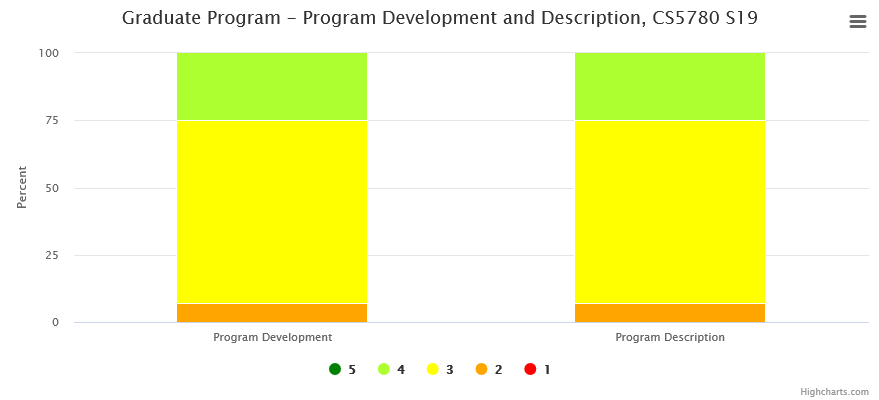 Graduate Program - Program Development and Description, CS5780 S19
100
75
50
25
0
Percent
Program Development
Program Description
5 4 3 2 1
Highcharts.com